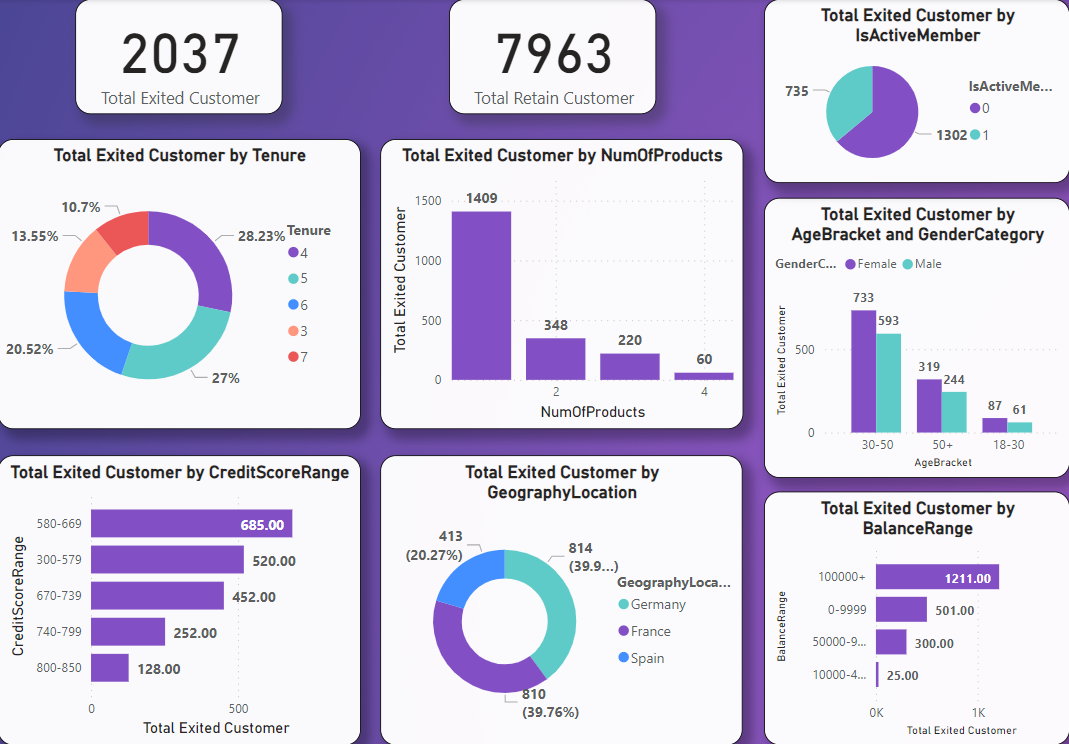 2037
Total Exited Customer
7963
Total Retain Customer
Total Exited Customer by
IsActiveMember
735
1302
IsActiveMe...
0
1
Total Exited Customer by Tenure
10.7%
13.55%
20.52%
28.23%
27%
Tenure
4
5
6
3
7
Total Exited Customer by NumOfProducts
Total Exited Customer
1500
1000
500
0
1409
348
220
60
2
4
NumOfProducts
Total Exited Customer by
AgeBracket and GenderCategory
GenderC... Female Male
Total Exited Customer
500
0
733
593
319
244
87
61
30-50
50+
18-30
AgeBracket
Total Exited Customer by CreditScoreRange
CreditScoreRange
580-669
685.00
300-579
520.00
670-739
452.00
740-799
252.00
800-850
128.00
0
500
Total Exited Customer
Total Exited Customer by
GeographyLocation
413
(20.27%)
814
(39.9...)
810
(39.76%)
GeographyLoca...
Germany
France
Spain
Total Exited Customer by
BalanceRange
BalanceRange
100000+
1211.00
0-9999
501.00
50000-9...
300.00
10000-4...
25.00
0K
1K
Total Exited Customer